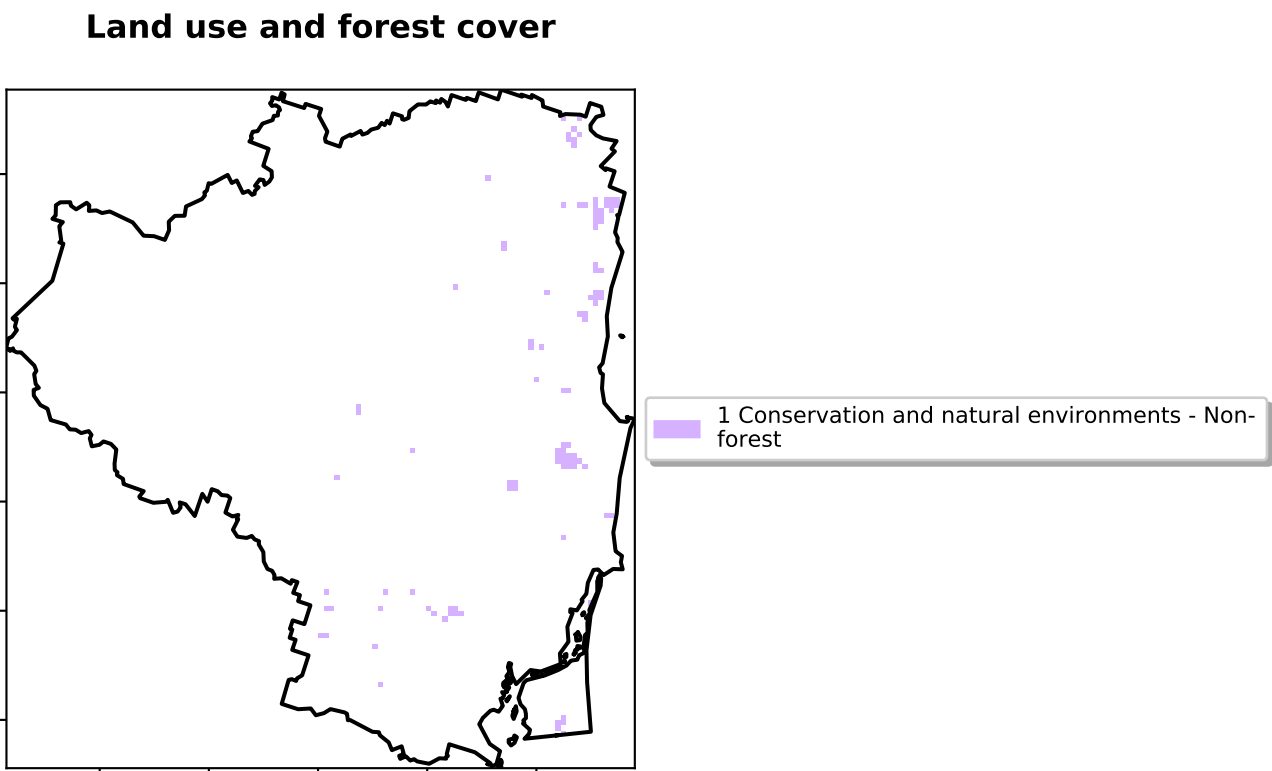 Land use and forest cover
1 Conservation and natural environments - Non-
forest